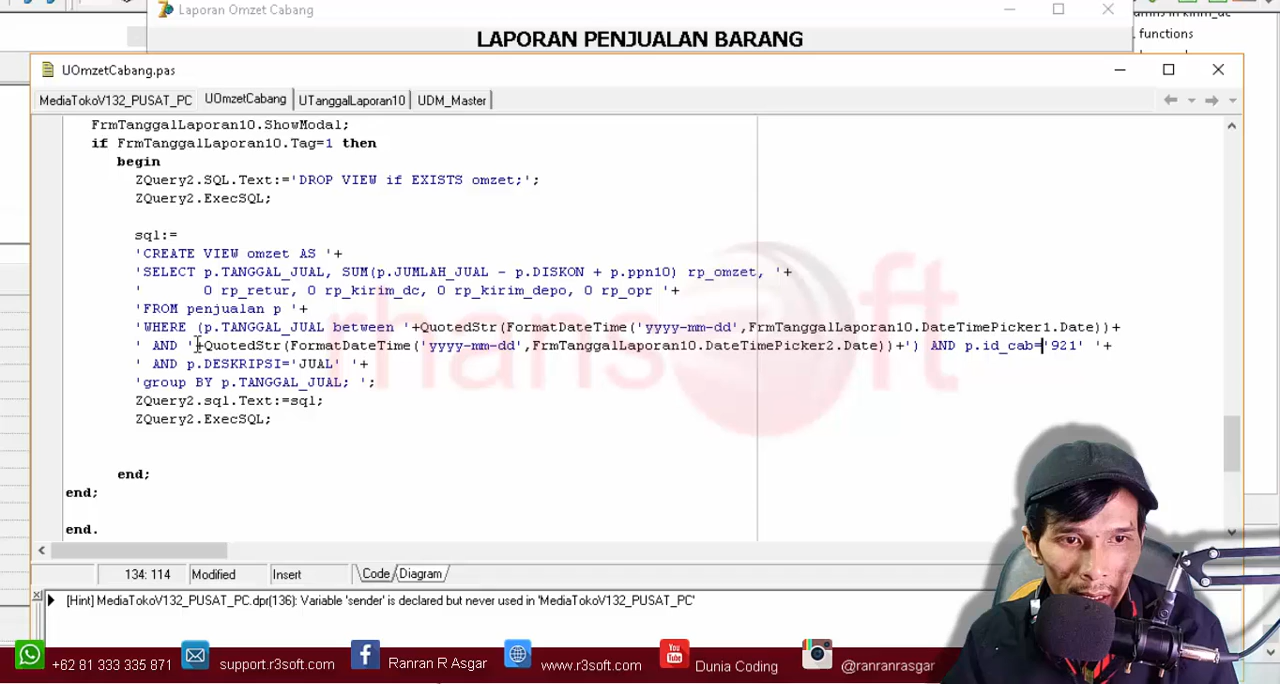 Laporan Omzet Cabang
LAPORAN PENJUALAN BARANG
functions
UOmzetCabang.pas
MediaTokoV132_PUSAT_PC UOmzetCabang UTanggalLaporan10 UDM_Master
FrmTanggalLaporan10.ShowModal;
if FrmTanggalLaporan10.Tag=1 then
begin
ZQuery2.SQL.Text:='DROP VIEW if EXISTS omzet;';
ZQuery2.ExecSQL;
sql:=
'CREATE VIEW omzet AS '+
'SELECT p.TANGGAL_JUAL, SUM(p.JUMLAH_JUAL - p.DISKON + p.ppn10) rp_omzet, '+
' 0 rp_retur, 0 rp_kirim_dc, 0 rp_kirim_depo, 0 rp_opr '+
'FROM penjualan p '+
'WHERE (p.TANGGAL_JUAL between '+QuotedStr(FormatDateTime('yyyy-mm-dd',FrmTanggalLaporan10.DateTimePicker1.Date))+
' AND '+QuotedStr(FormatDateTime('yyyy-mm-dd',FrmTanggalLaporan10.DateTimePicker2.Date))+') AND p.id_cab='921' '+
' AND p.DESKRIPSI='JUAL' '+
'group BY p.TANGGAL_JUAL; ';
ZQuery2.sql.Text:=sql;
ZQuery2.ExecSQL;
end;
end;
end.
rhansoft
134: 114 Modified Insert Code Diagram
[Hint] MediaTokoV132_PUSAT_PC.dpr(136): Variable 'sender' is declared but never used in 'MediaTokoV132_PUSAT_PC'
+62 81 333 335 871 support.r3soft.com Ranran R Asgar www.r3soft.com You Tube Dunia Coding @ranranrasgar